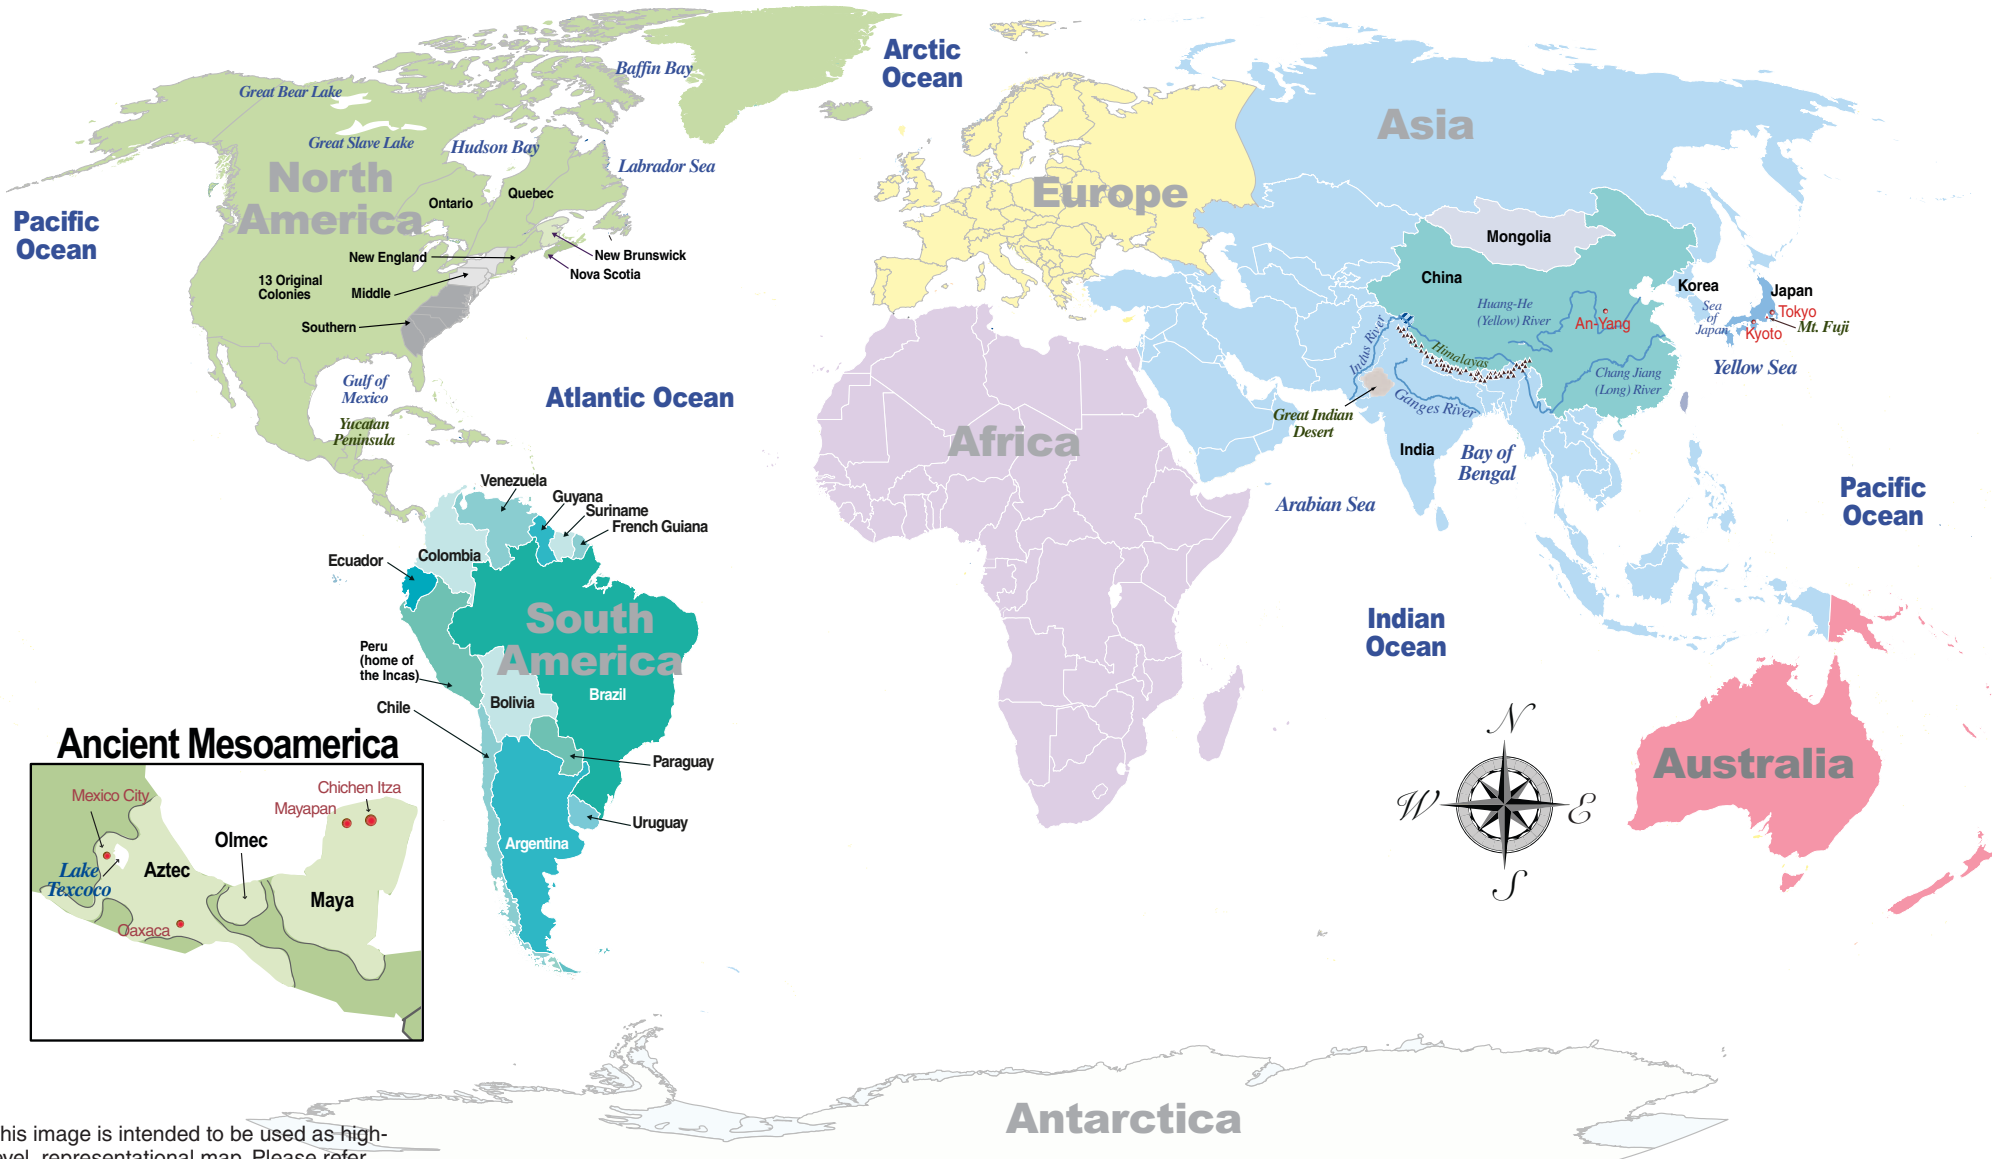 Arctic
Ocean
Baffin Bay
Great Bear Lake
Great Slave Lake
Hudson Bay
Labrador Sea
North
America
Ontario
Quebec
Pacific
Ocean
New England
New Brunswick
Nova Scotia
13 Original
Colonies
Middle
Southern
Gulf of
Mexico
Yucatan
Peninsula
Atlantic Ocean
Europe
Asia
Mongolia
China
Korea
Japan
Huang-He
(Yellow) River
An-Yang
Sea
of
Japan
Tokyo
Kyoto
Mt. Fuji
Yellow Sea
Indus River
Himalayas
Chang Jiang
(Long) River
Great Indian
Desert
Ganges River
India
Bay of
Bengal
Arabian Sea
Africa
Pacific
Ocean
Indian
Ocean
Venezuela
Guyana
Suriname
French Guiana
Colombia
Ecuador
South
America
Peru
(home of
the Incas)
Brazil
Bolivia
Chile
Paraguay
Uruguay
Argentina
Australia
N
W
E
S
Ancient Mesoamerica
Mexico City
Chichen Itza
Mayapan
Olmec
Lake
Texcoco
Aztec
Maya
Oaxaca
Antarctica
his image is intended to be used as high-
evel, representational map. Please refer